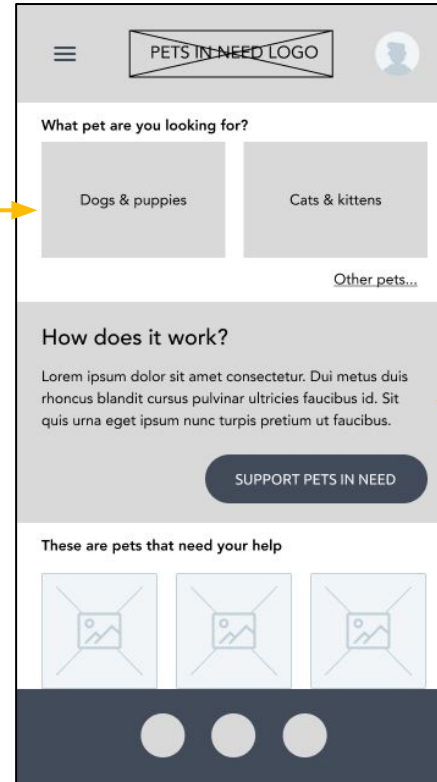 PETS IN NEED LOGO
What pet are you looking for?
Dogs & puppies
Cats & kittens
Other pets...
How does it work?
Lorem ipsum dolor sit amet consectetur. Dui metus duis
rhoncus blandit cursus pulvinar ultricies faucibus id. Sit
quis urna eget ipsum nunc turpis pretium ut faucibus.
SUPPORT PETS IN NEED
These are pets that need your help